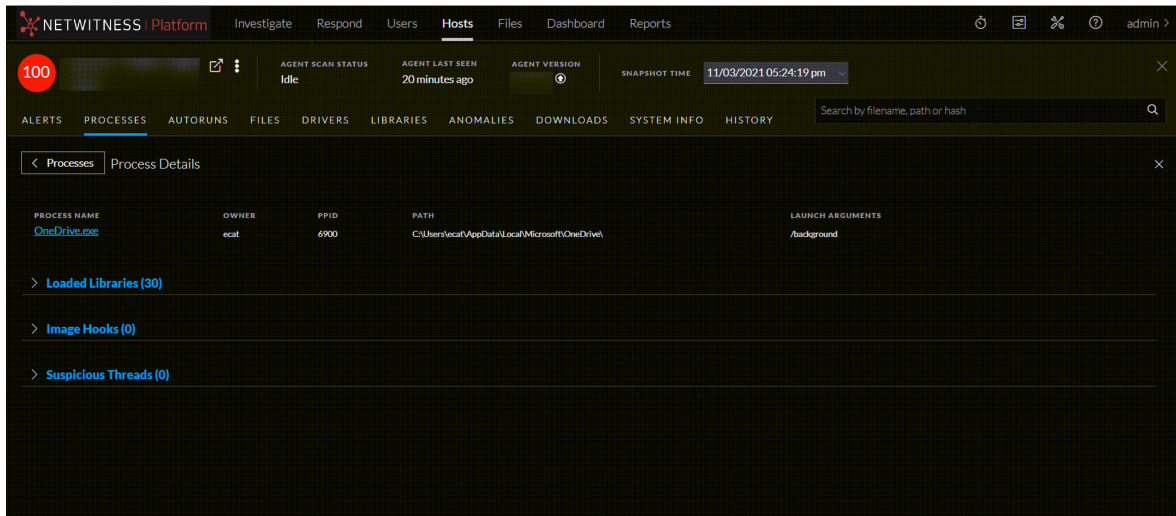 NETWITNESS Platform Investigate Respond Users Hosts Files Dashboard Reports admin >
100 AGENT SCAN STATUS AGENT LAST SEEN AGENT VERSION SNAPSHOT TIME 11/03/2021 05:24:19 pm
Idle 20 minutes ago
ALERTS PROCESSES AUTORUNS FILES DRIVERS LIBRARIES ANOMALIES DOWNLOADS SYSTEM INFO HISTORY Search by filename, path or hash
< Processes Process Details
PROCESS NAME OWNER PPID PATH LAUNCH ARGUMENTS
OneDrive.exe ecat 6900 C:\Users\ecat\AppData\Local\Microsoft\OneDrive\ /background
> Loaded Libraries (30)
> Image Hooks (0)
> Suspicious Threads (0)